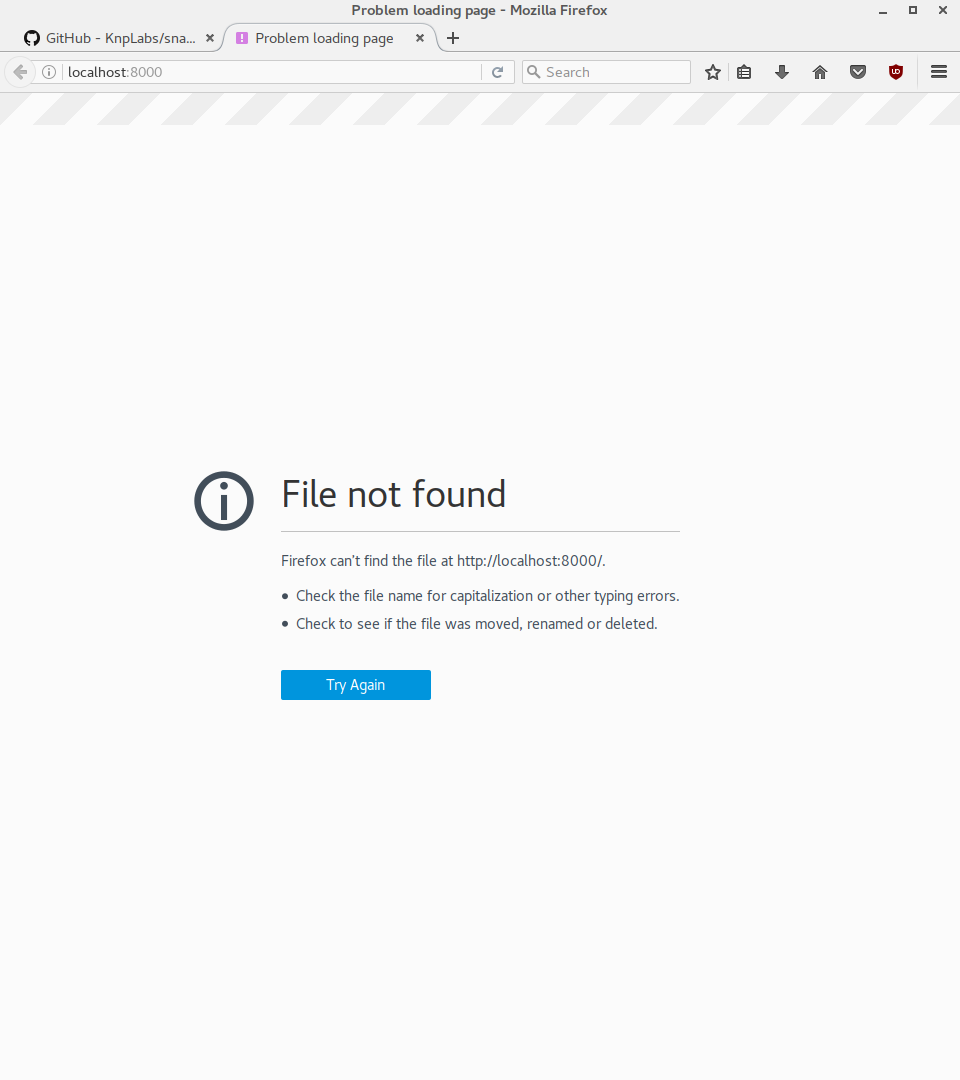 Problem loading page - Mozilla Firefox
GitHub - KnpLabs/sna...
Problem loading page
localhost:8000
Search
File not found
Firefox can't find the file at http://localhost:8000/.
• Check the file name for capitalization or other typing errors.
• Check to see if the file was moved, renamed or deleted.
Try Again